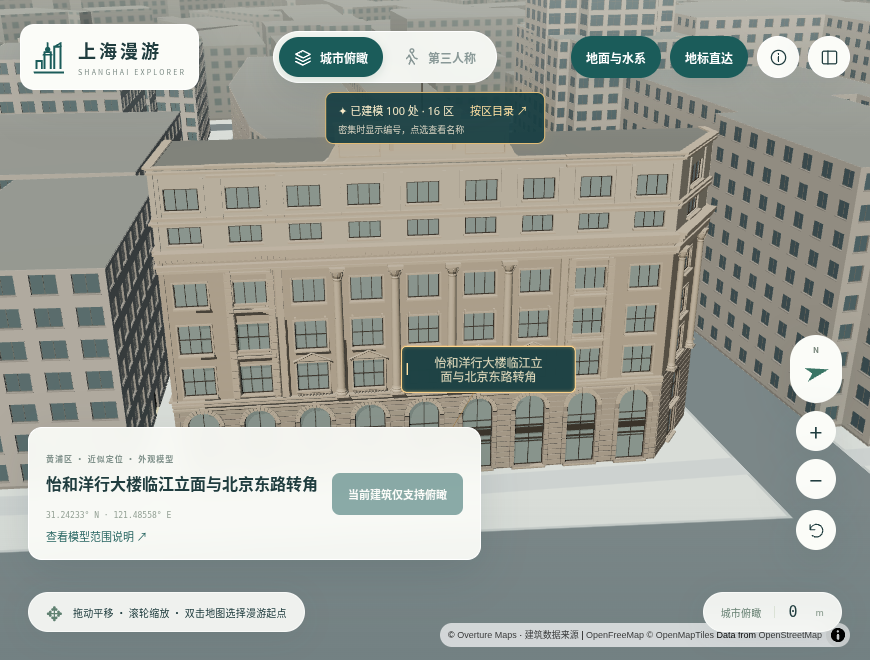 上海漫游
SHANGHAI EXPLORER
城市俯瞰
第三人称
地面与水系
地标直达
✦ 已建模 100 处 · 16 区 按区目录 ↗
密集时显示编号，点选查看名称
怡和洋行大楼临江立
面与北京东路转角
N
+
−
黄浦区 · 近似定位 · 外观模型
怡和洋行大楼临江立面与北京东路转角
当前建筑仅支持俯瞰
31.24233° N · 121.48558° E
查看模型范围说明 ↗
拖动平移 · 滚轮缩放 · 双击地图选择漫游起点
城市俯瞰 0 m
© Overture Maps · 建筑数据来源 | OpenFreeMap © OpenMapTiles Data from OpenStreetMap